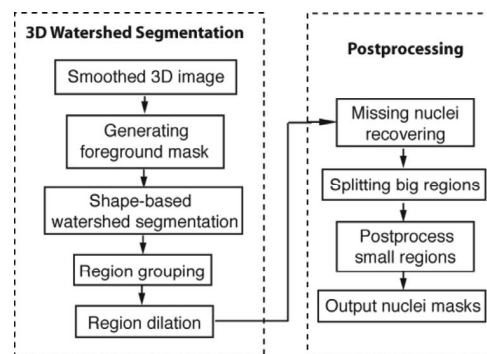 3D Watershed Segmentation
Smoothed 3D image
Generating
foreground mask
Shape-based
watershed segmentation
Region grouping
Region dilation
Postprocessing
Missing nuclei
recovering
Splitting big regions
Postprocess
small regions
Output nuclei masks